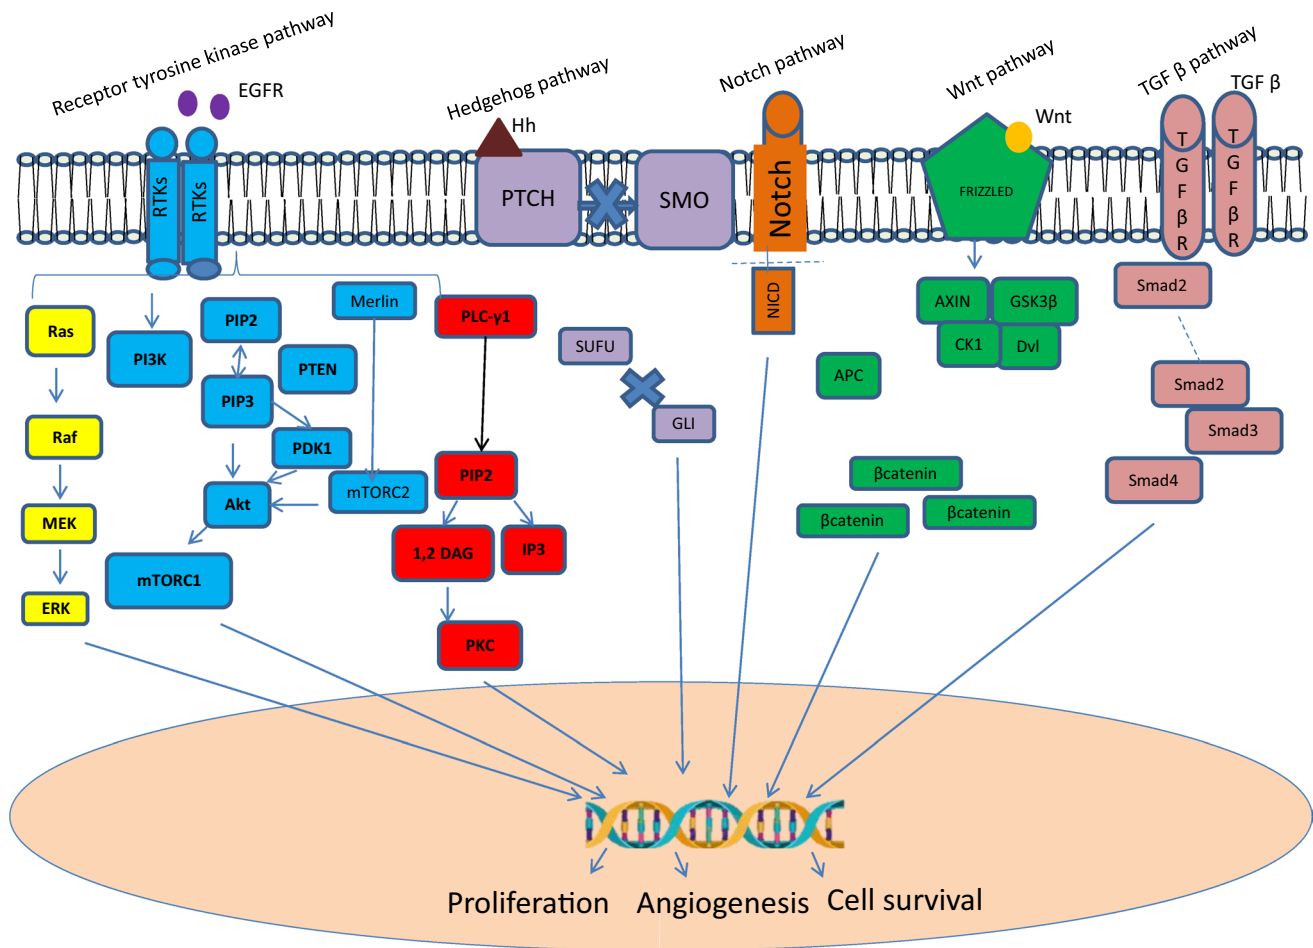 Receptor tyrosine kinase pathway
EGFR
Hedgehog pathway
Hh
Notch pathway
Wnt pathway
Wnt
TGF β pathway
TGF β
RTKs
RTKs
PTCH
SMO
Notch
FRIZZLED
TGFβR
TGFβR
Ras
PI3K
PIP2
PTEN
PIP3
Merlin
PLC-γ1
SUFU
GLI
NICD
APC
AXIN
GSK3β
CK1
Dvl
Smad2
Smad2
Smad3
Smad4
Raf
PDK1
mTORC2
Akt
PIP2
MEK
mTORC1
1,2 DAG
IP3
ERK
PKC
βcatenin
βcatenin
βcatenin
Proliferation
Angiogenesis
Cell survival